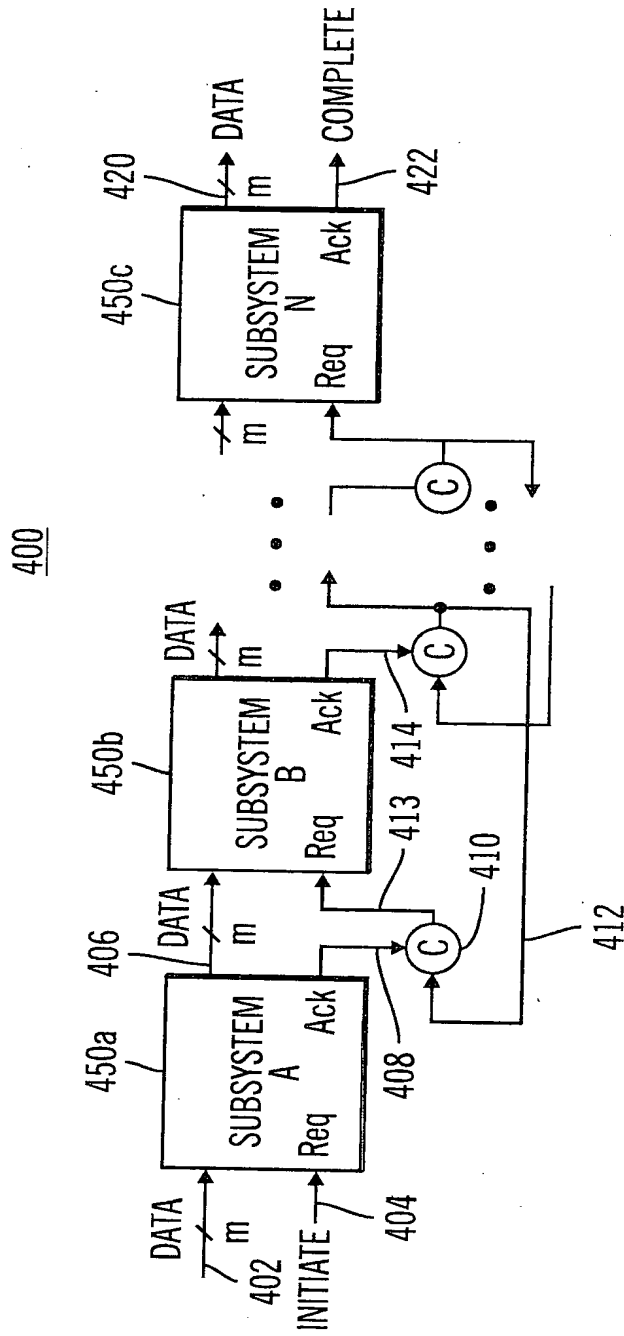 400
DATA
m
402
INITIATE
404
450a
SUBSYSTEM
A
Req
Ack
406
DATA
m
408
C
410
412
413
450b
SUBSYSTEM
B
Req
Ack
DATA
m
414
C
C
450c
SUBSYSTEM
N
Req
Ack
m
420
DATA
m
COMPLETE
422